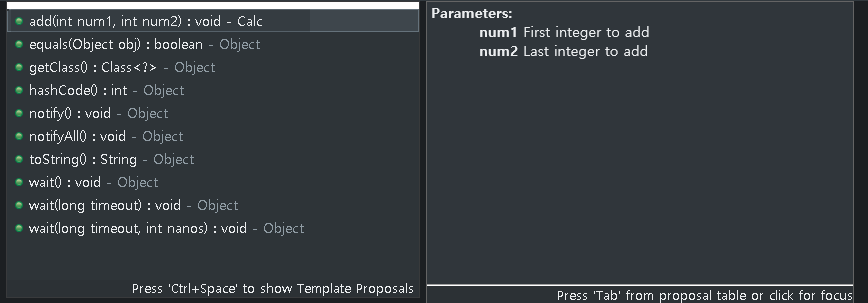 add(int num1, int num2) : void - Calc
equals(Object obj) : boolean - Object
getClass() : Class<?> - Object
hashCode() : int - Object
notify() : void - Object
notifyAll() : void - Object
toString() : String - Object
wait() : void - Object
wait(long timeout) : void - Object
wait(long timeout, int nanos) : void - Object
Press 'Ctrl+Space' to show Template Proposals
Parameters:
num1 First integer to add
num2 Last integer to add
Press 'Tab' from proposal table or click for focus